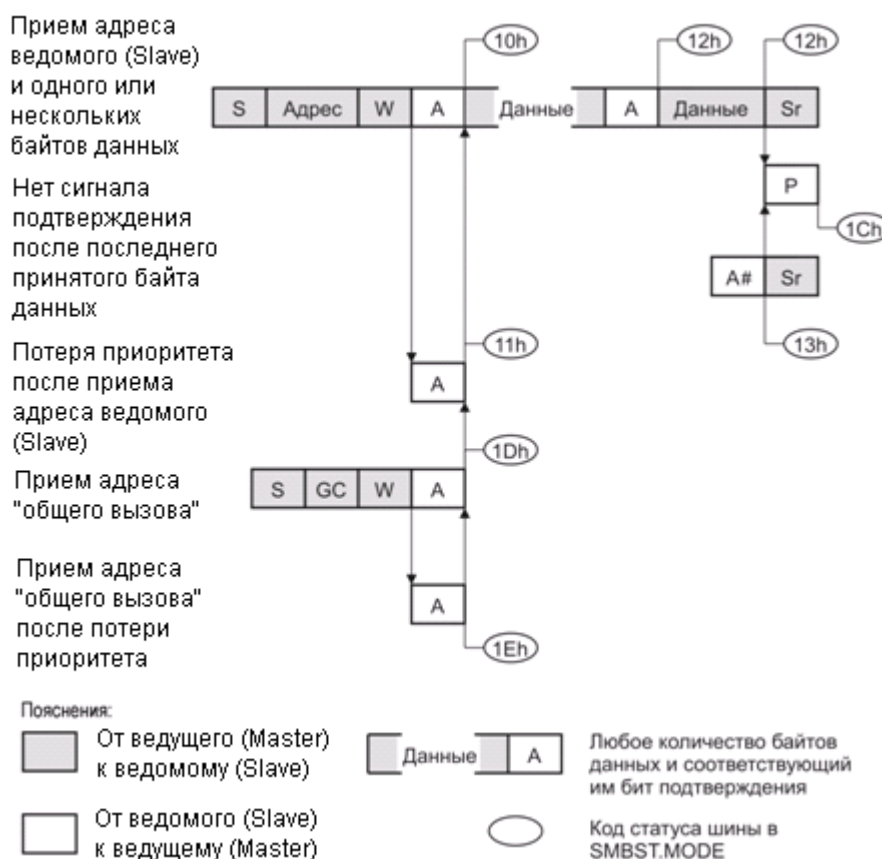 Прием адреса
ведомого (Slave)
и одного или
нескольких
байтов данных
10h
12h
12h
S Адрес W A Данные A Данные Sr
P
1Ch
Нет сигнала
подтверждения
после последнего
принятого байта
данных
A# Sr
13h
Потеря приоритета
после приема
адреса ведомого
(Slave)
11h
A
1Dh
Прием адреса
"общего вызова"
S GC W A
Прием адреса
"общего вызова"
после потери
приоритета
A
1Eh
Пояснения:
От ведущего (Master)
к ведомому (Slave)
Данные A
Любое количество байтов
данных и соответствующий
им бит подтверждения
От ведомого (Slave)
к ведущему (Master)
Код статуса шины в
SMBST.MODE